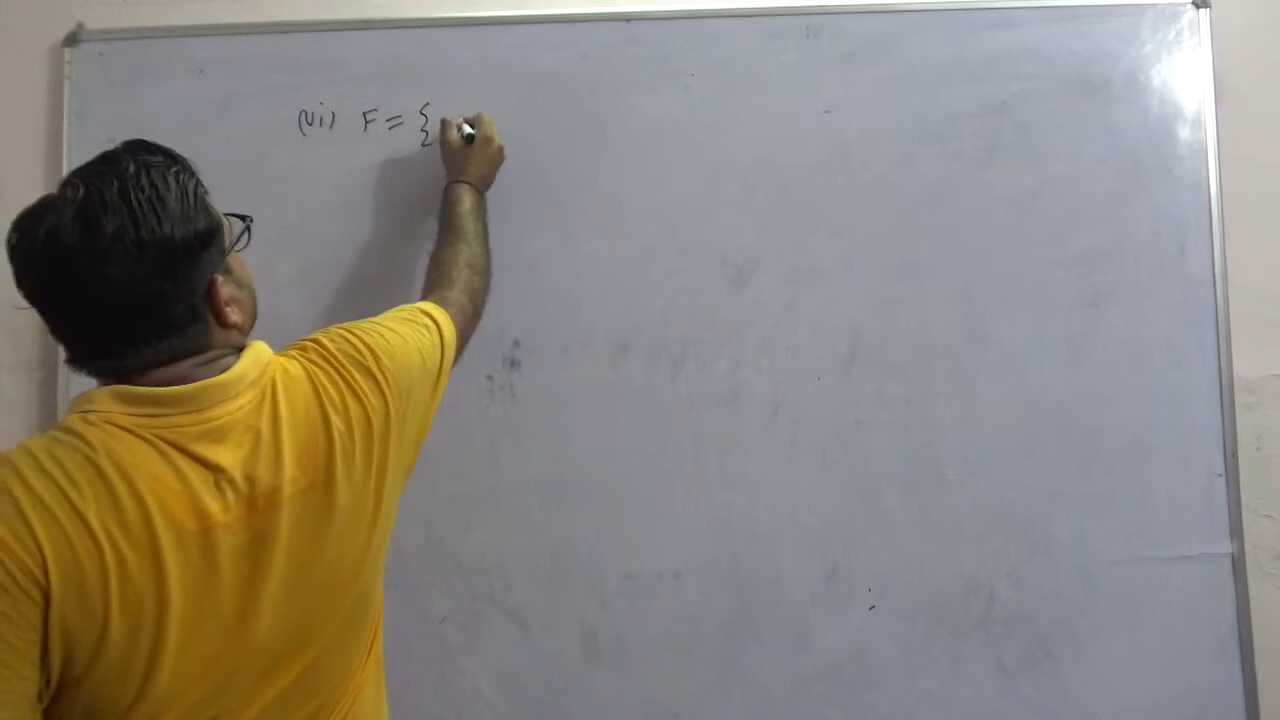 (vi) F = {